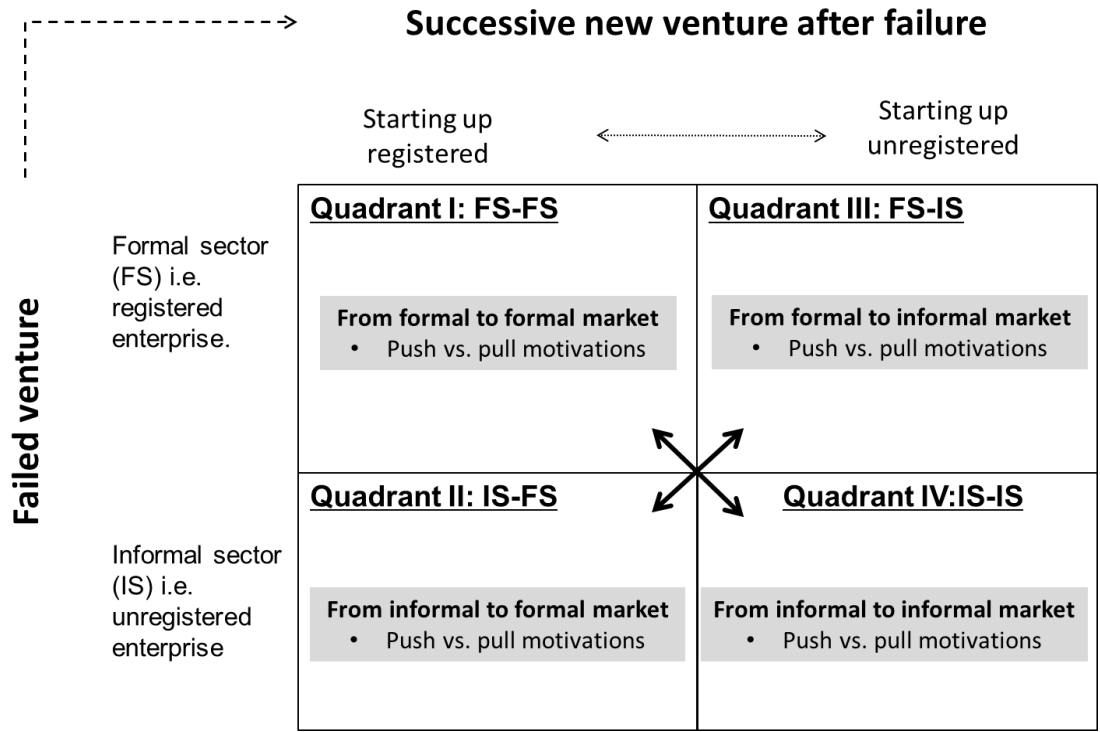 Successive new venture after failure
Starting up
registered
Starting up
unregistered
Failed venture
Formal sector
(FS) i.e.
registered
enterprise.
Quadrant I: FS-FS
From formal to formal market
• Push vs. pull motivations
Quadrant III: FS-IS
From formal to informal market
• Push vs. pull motivations
Informal sector
(IS) i.e.
unregistered
enterprise
Quadrant II: IS-FS
From informal to formal market
• Push vs. pull motivations
Quadrant IV:IS-IS
From informal to informal market
• Push vs. pull motivations